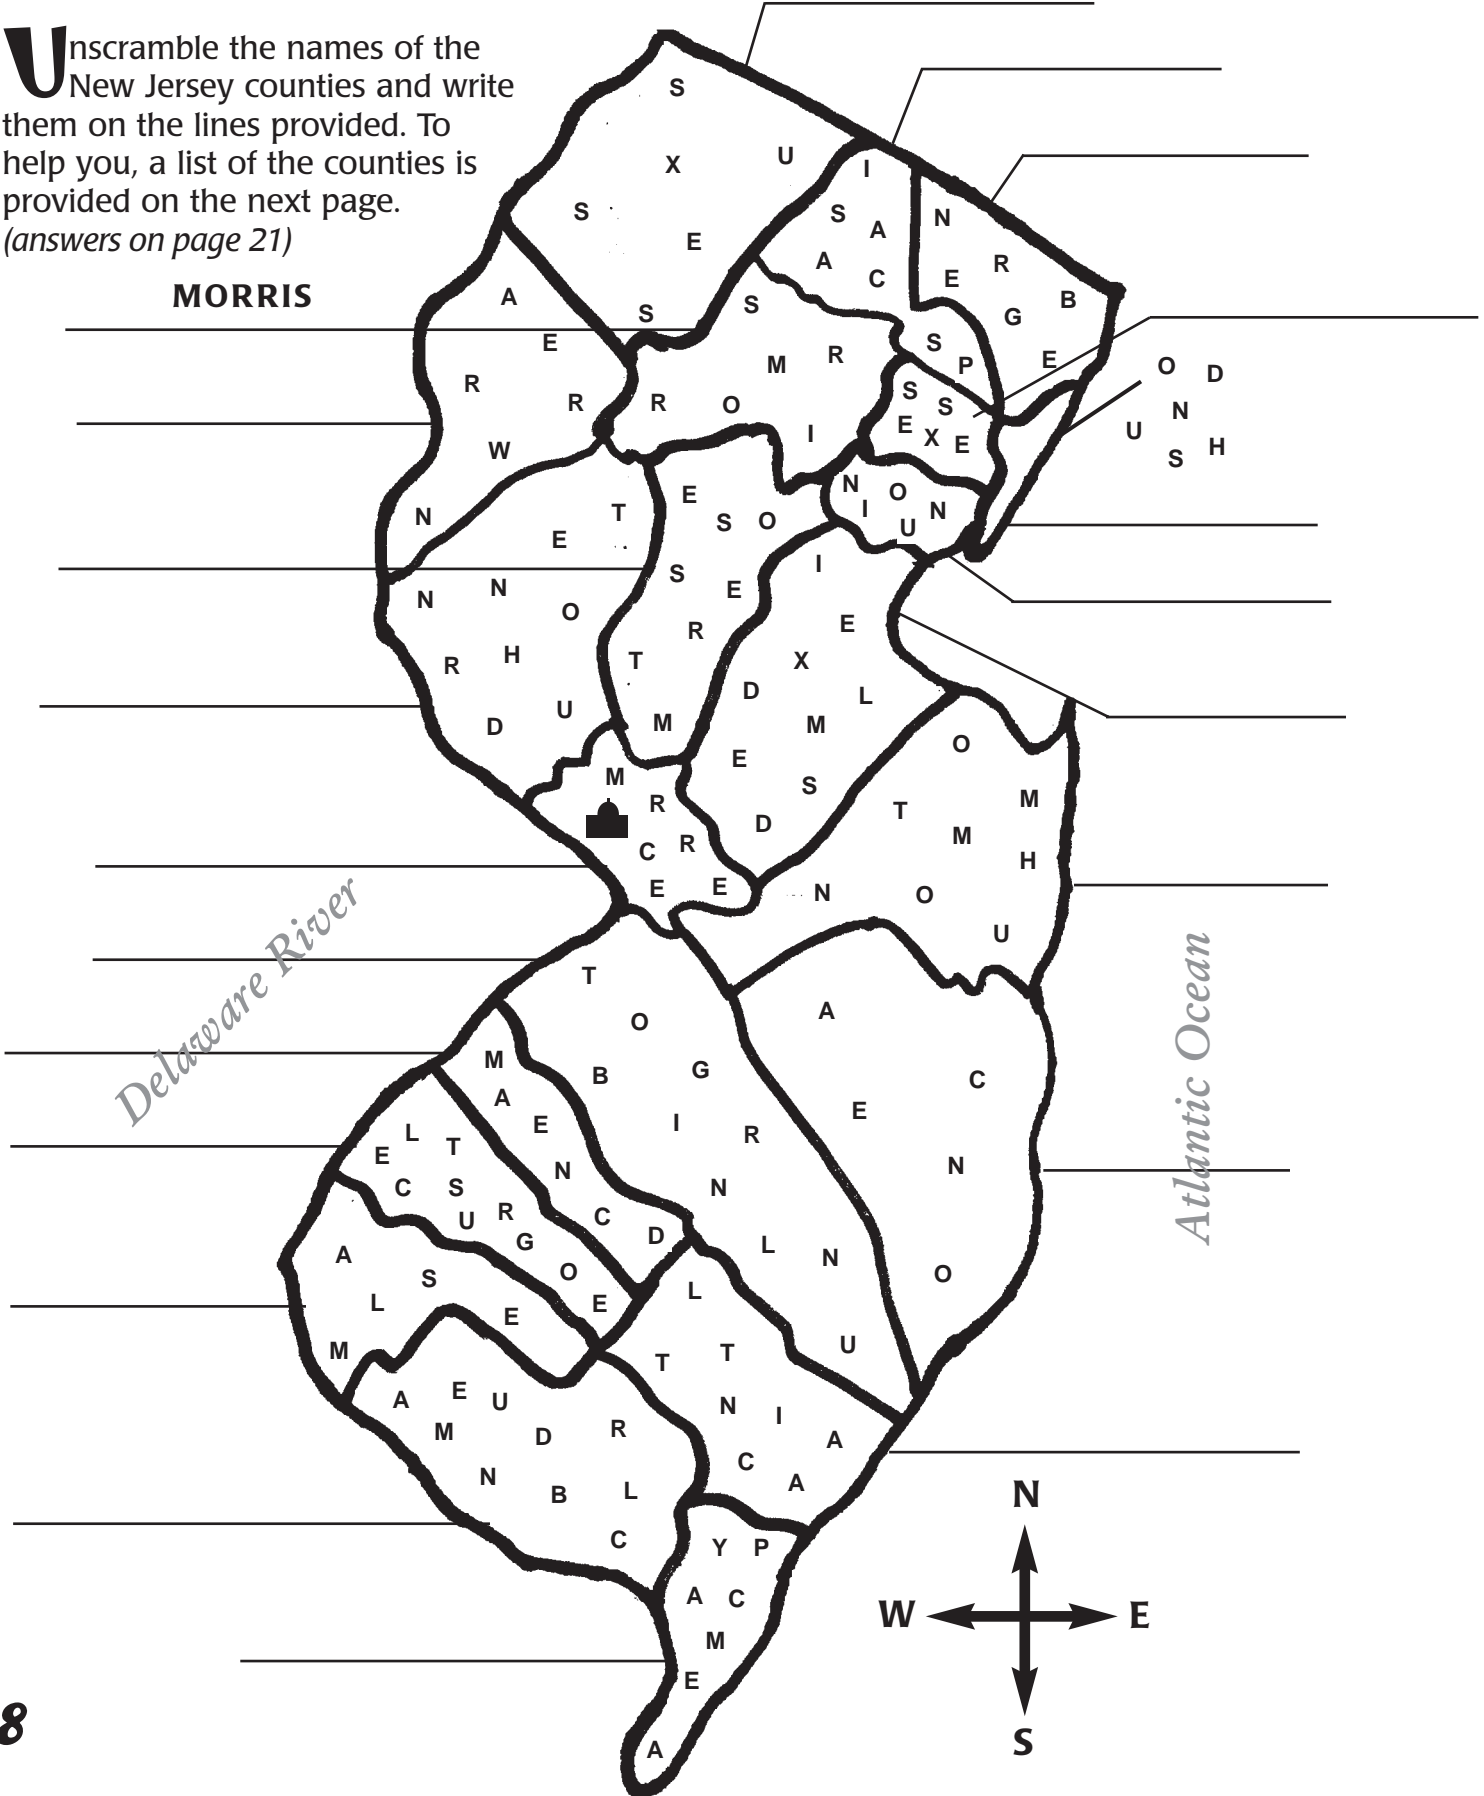 Unscramble the names of the
New Jersey counties and write
them on the lines provided. To
help you, a list of the counties is
provided on the next page.
(answers on page 21)
MORRIS
S
X U
S
E
S
I
S A
A C
S P
N
R
E
B
G
E
A
E
R
R
W
N
S
M R
R O
I
S S
E X E
O D
N
U
S H
N O
I N
U
T
E
N N
O
R H
U
D
E
S O
S
E
R
T
M
I
E
X
D L
M
E
S
D
M
R
C R
E E
O
M
T
M
H
N O
U
T
O
B G
I
R
N
L
N
U
A
C
E
N
O
M
A
E
N
C
D
L T
E
C S
U R
G
O
E
A
S
L
E
M
L
T T
N I
A
C
A
A E U
M D R
N
B L
C
Y P
A C
M
E
A
Delaware River
Atlantic Ocean
N
W E
S
8